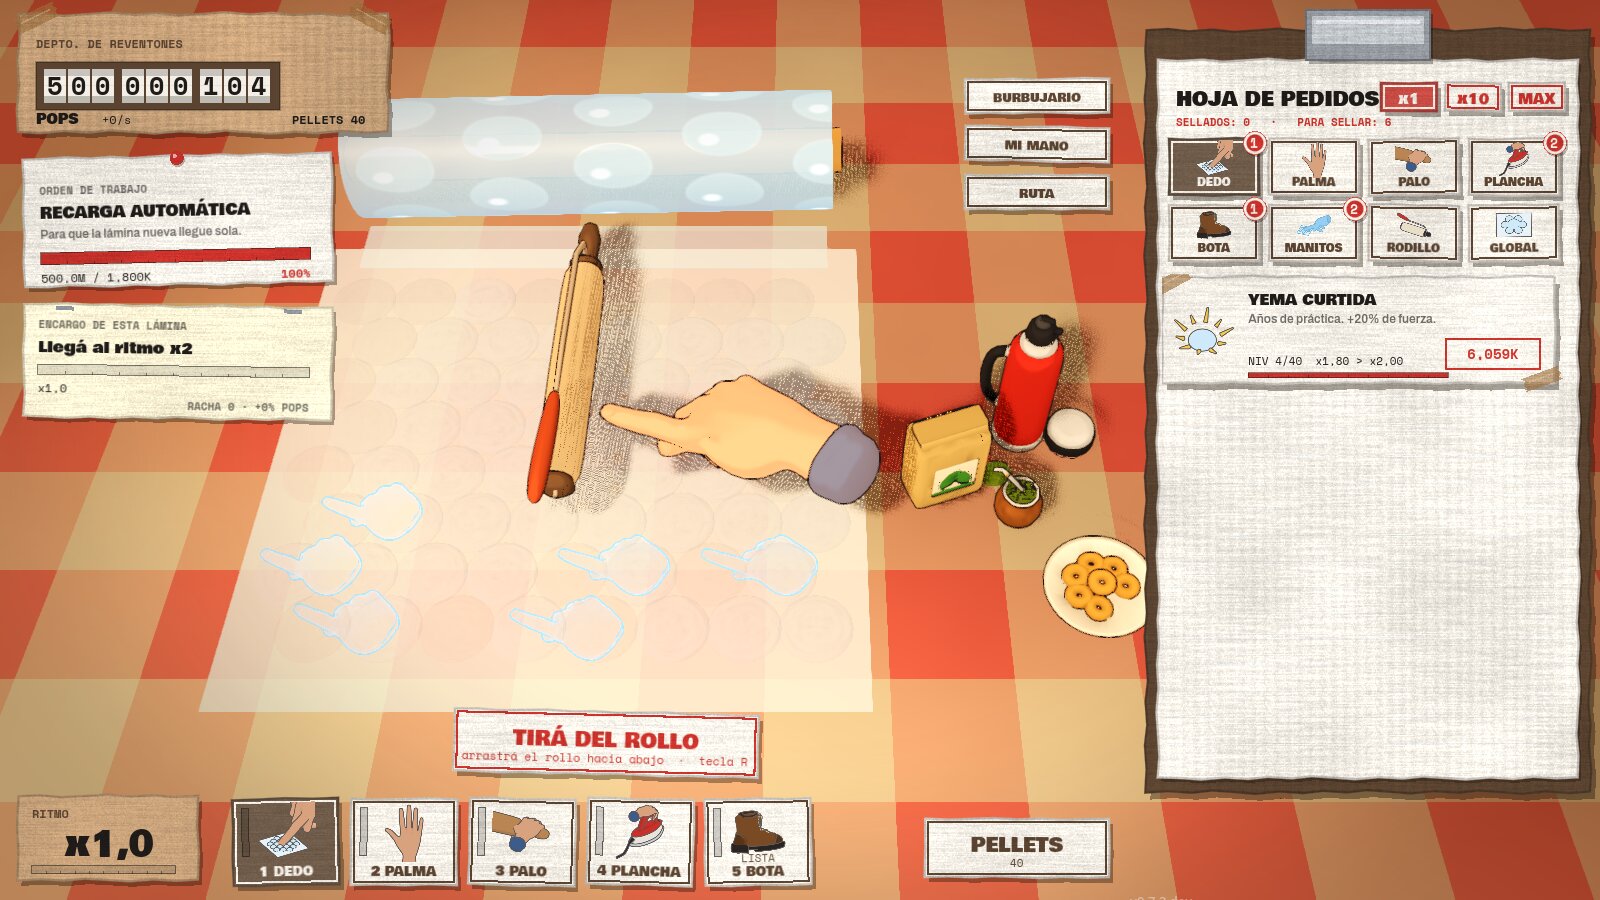 DEPTO. DE REVENTONES
500 000 104
POPS +0/s PELLETS 40
ORDEN DE TRABAJO
RECARGA AUTOMÁTICA
Para que la lámina nueva llegue sola.
500.0M / 1.800K 100%
ENCARGO DE ESTA LÁMINA
Llegá al ritmo x2
x1,0
RACHA 0 · +0% POPS
BURBUJARIO
MI MANO
RUTA
HOJA DE PEDIDOS x1 x10 MAX
SELLADOS: 0 · PARA SELLAR: 6
1 2
DEDO PALMA PALO PLANCHA
1 2
BOTA MANITOS RODILLO GLOBAL
YEMA CURTIDA
Años de práctica. +20% de fuerza.
NIV 4/40 x1,80 > x2,00 6.059K
TIRÁ DEL ROLLO
arrastrá el rollo hacia abajo · tecla R
RITMO
x1,0
1 DEDO
2 PALMA
3 PALO
4 PLANCHA
LISTA
5 BOTA
PELLETS
40